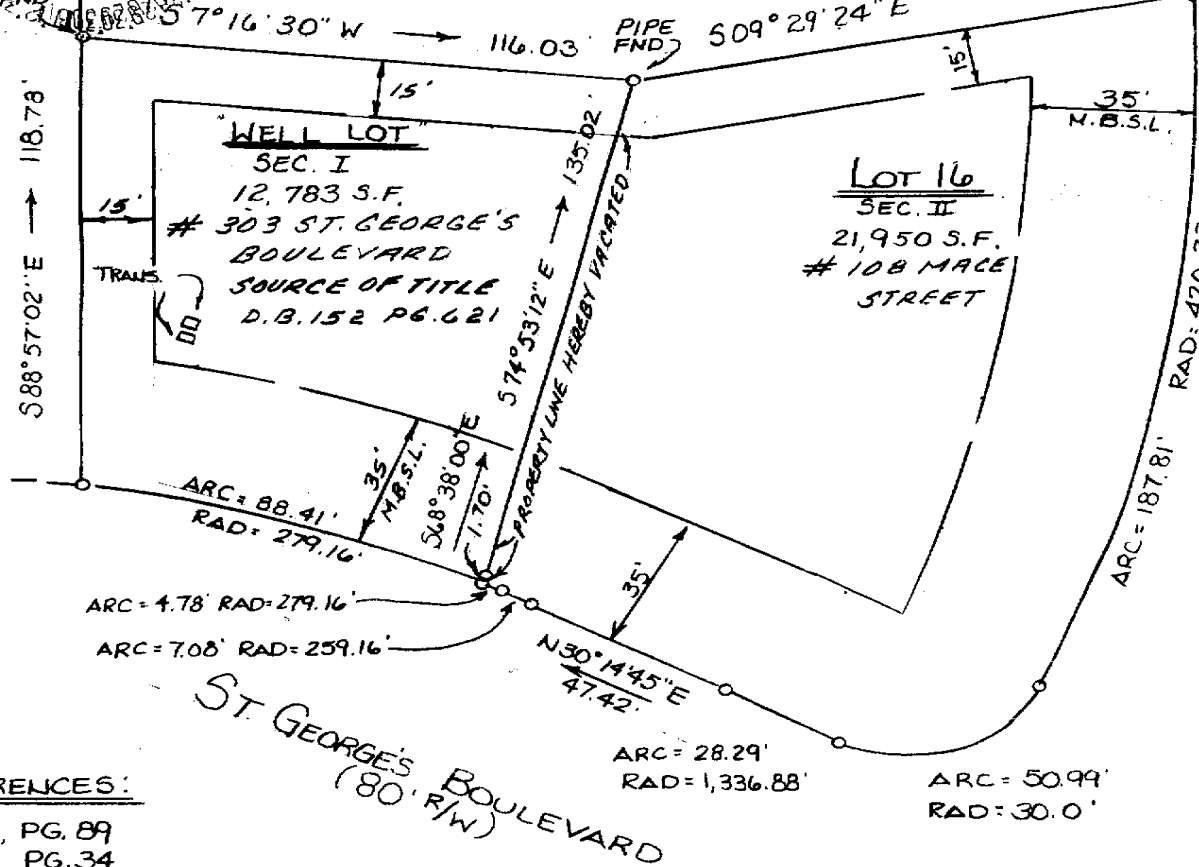 S7°16'30"W → 116.03'
PIPE
FND
S09°29'24"E
S88°57'02"E → 118.78'
15'
15'
35'
M.B.S.L.
"WELL LOT"
SEC. I
12,783 S.F.
# 303 ST. GEORGE'S
BOULEVARD
SOURCE OF TITLE
D.B.152 PG.621
15'
TRANS.
S74°53'12"E → 135.02'
PROPERTY LINE HEREBY VACATED
LOT 16
SEC. II
21,950 S.F.
# 108 MACE
STREET
RAD:
ARC = 187.81'
35'
M.B.S.L.
S68°38'00"E
1.70'
ARC = 88.41'
RAD = 279.16'
ARC = 4.78' RAD=279.16'
ARC = 7.08' RAD=259.16'
35'
N30°14'45"E
47.42'
ARC = 28.29'
RAD = 1,336.88'
ARC = 50.99'
RAD = 30.0'
ST. GEORGE'S BOULEVARD
(80' R/W)
RENCES:
, PG. 89
PG. 34